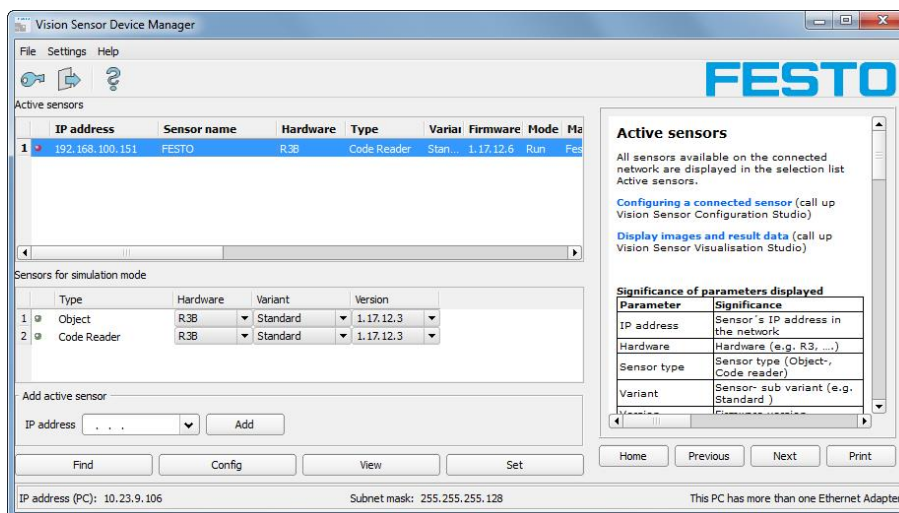 Vision Sensor Device Manager
File Settings Help
FESTO
Active sensors
IP address Sensor name Hardware Type Varia Firmware Mode Ma
1 192.168.100.151 FESTO R3B Code Reader Stan... 1.17.12.6 Run Fes
Sensors for simulation mode
Type Hardware Variant Version
1 Object R3B Standard 1.17.12.3
2 Code Reader R3B Standard 1.17.12.3
Add active sensor
IP address . . . Add
Find Config View Set
Active sensors
All sensors available on the connected
network are displayed in the selection list
Active sensors.
Configuring a connected sensor (call up
Vision Sensor Configuration Studio)
Display images and result data (call up
Vision Sensor Visualisation Studio)
Significance of parameters displayed
Parameter Significance
IP address Sensor´s IP address in
the network
Hardware Hardware (e.g. R3, ....)
Sensor type Sensor type (Object-,
Code reader)
Variant Sensor- sub variant (e.g.
Standard )
Version Firmware version
Home Previous Next Print
IP address (PC): 10.23.9.106 Subnet mask: 255.255.255.128 This PC has more than one Ethernet Adapte